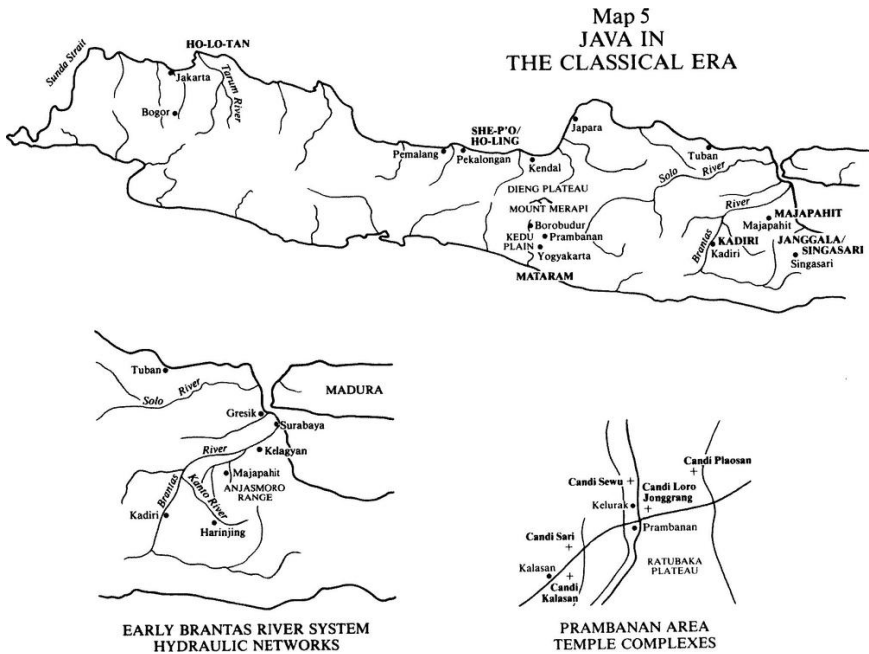 Map 5
JAVA IN
THE CLASSICAL ERA
Sunda Strait
HO-LO-TAN
Jakarta
Tarum River
Bogor
SHE-P'O/
HO-LING
Pemalang
Pekalongan
Japara
Kendal
Tuban
Solo River
DIENG PLATEAU
MOUNT MERAPI
Borobudur
KEDU
PLAIN
Prambanan
Yogyakarta
MATARAM
Brantas River
MAJAPAHIT
Majapahit
KADIRI
Kadiri
JANGGALA/
SINGASARI
Singasari
Tuban
Solo River
MADURA
Gresik
Surabaya
Brantas River
Kelagyan
Majapahit
ANJASMORO
RANGE
Kanto River
Kadiri
Harinjing
EARLY BRANTAS RIVER SYSTEM
HYDRAULIC NETWORKS
Candi Plaosan
Candi Sewu
Candi Loro
Jonggrang
Kelurak
Prambanan
Candi Sari
RATUBAKA
PLATEAU
Kalasan
Candi
Kalasan
PRAMBANAN AREA
TEMPLE COMPLEXES